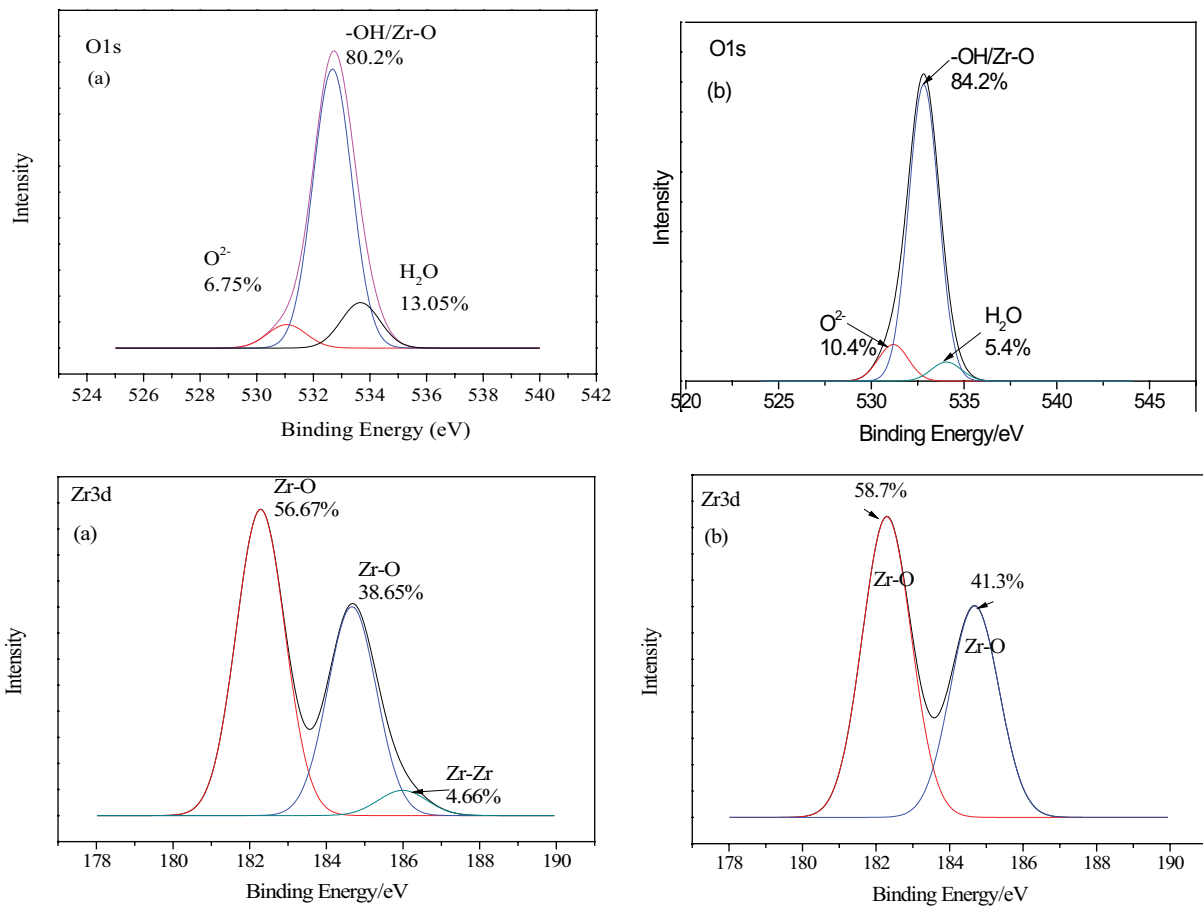 O1s
(a)
-OH/Zr-O
80.2%
O²⁻
6.75%
H₂O
13.05%
Intensity
524 526 528 530 532 534 536 538 540 542
Binding Energy (eV)
O1s
(b)
-OH/Zr-O
84.2%
O²⁻
10.4%
H₂O
5.4%
Intensity
520 525 530 535 540 545
Binding Energy/eV
Zr3d
(a)
Zr-O
56.67%
Zr-O
38.65%
Zr-Zr
4.66%
Intensity
178 180 182 184 186 188 190
Binding Energy/eV
Zr3d
(b)
58.7%
Zr-O
41.3%
Zr-O
Intensity
178 180 182 184 186 188 190
Binding Energy/eV